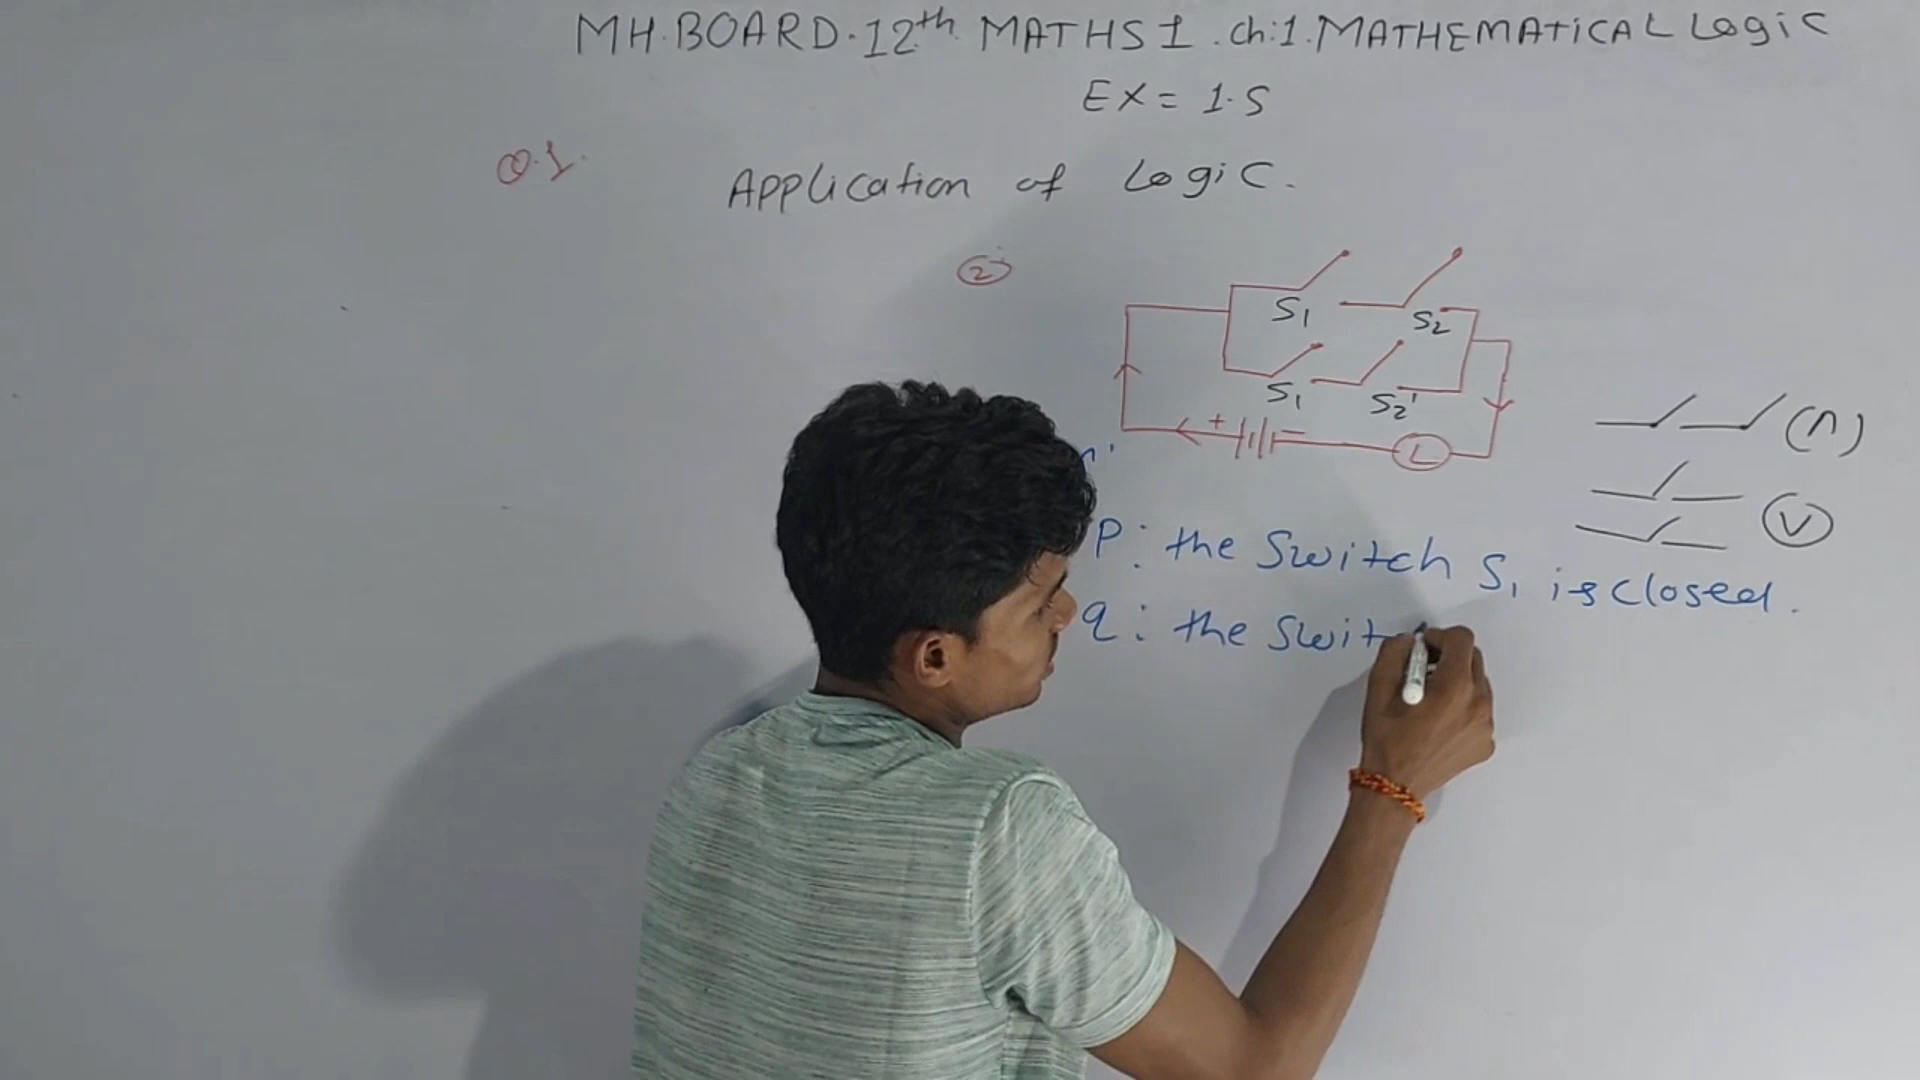 MH.BOARD.12th MATHS 1 . ch:1. MATHEMATICAL Logic
EX = 1.5
Q.1.
Application of Logic.
2
S1
S2
S1
S2'
+ −
L
(∧)
V
P : the Switch S1 is closed.
q : the Swit